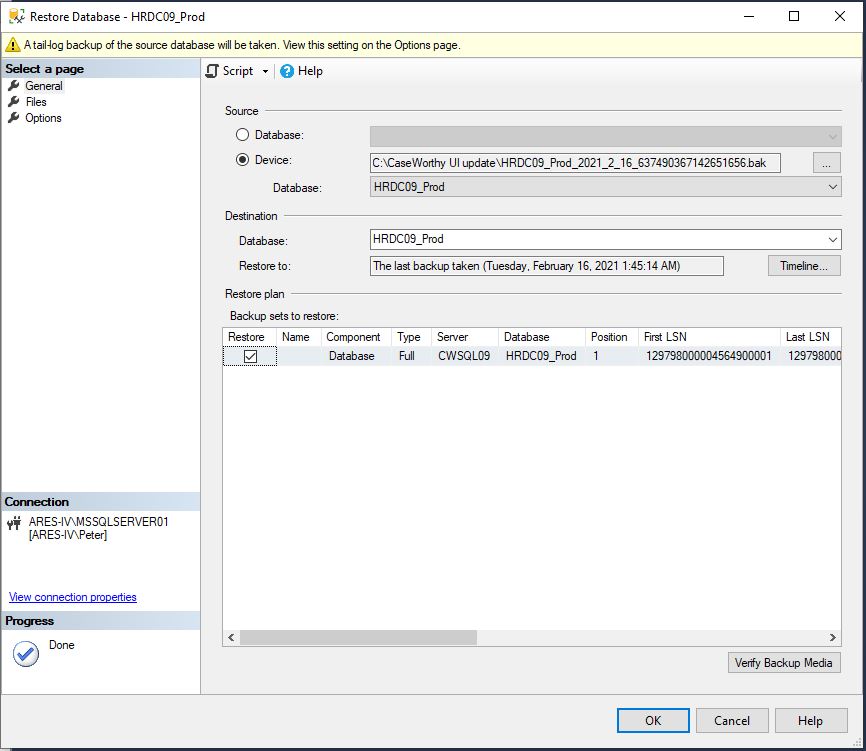 Restore Database - HRDC09_Prod
A tail-log backup of the source database will be taken. View this setting on the Options page.
Select a page
General
Files
Options
Script
Help
Source
Database:
Device:
C:\CaseWorthy UI update\HRDC09_Prod_2021_2_16_637490367142651656.bak
...
Database:
HRDC09_Prod
Destination
Database:
HRDC09_Prod
Restore to:
The last backup taken (Tuesday, February 16, 2021 1:45:14 AM)
Timeline...
Restore plan
Backup sets to restore:
Restore Name Component Type Server Database Position First LSN Last LSN
Database Full CWSQL09 HRDC09_Prod 1 129798000004564900001 129798000
Connection
ARES-IV\MSSQLSERVER01
[ARES-IV\Peter]
View connection properties
Progress
Done
Verify Backup Media
OK Cancel Help